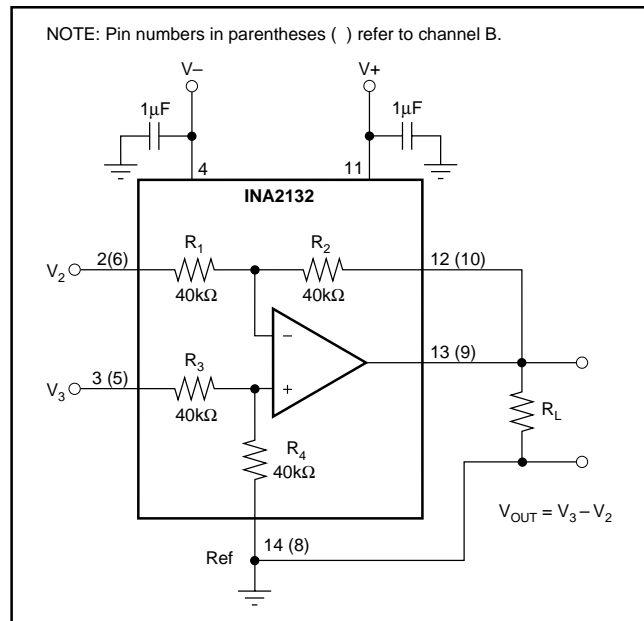 NOTE: Pin numbers in parentheses ( ) refer to channel B.
V–
V+
1µF
1µF
4
11
INA2132
R1
R2
V2
2(6)
12 (10)
40kΩ
40kΩ
–
13 (9)
R3
V3
3 (5)
+
40kΩ
RL
R4
40kΩ
VOUT = V3 – V2
14 (8)
Ref